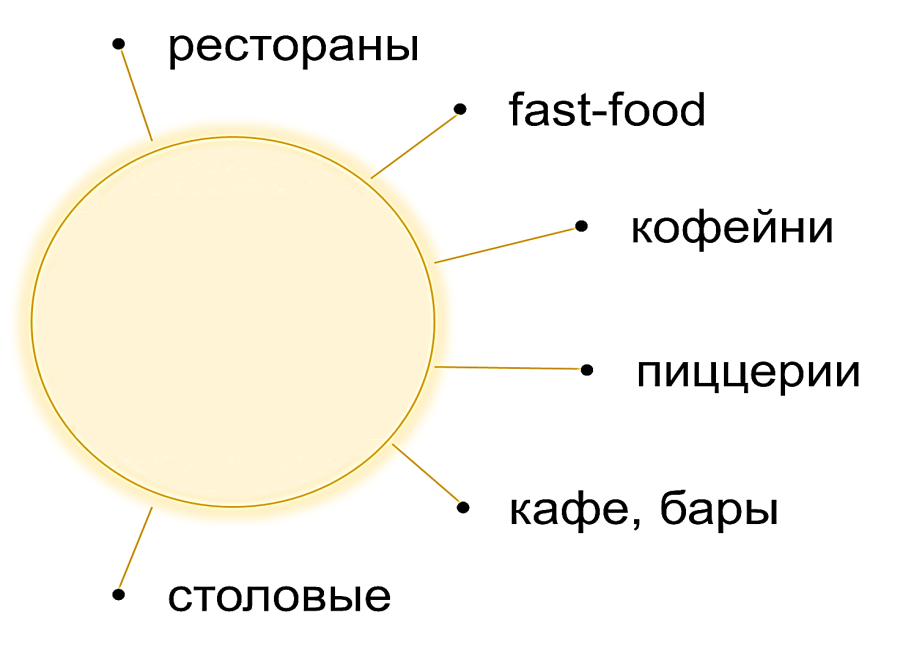 рестораны
fast-food
кофейни
пиццерии
кафе, бары
столовые